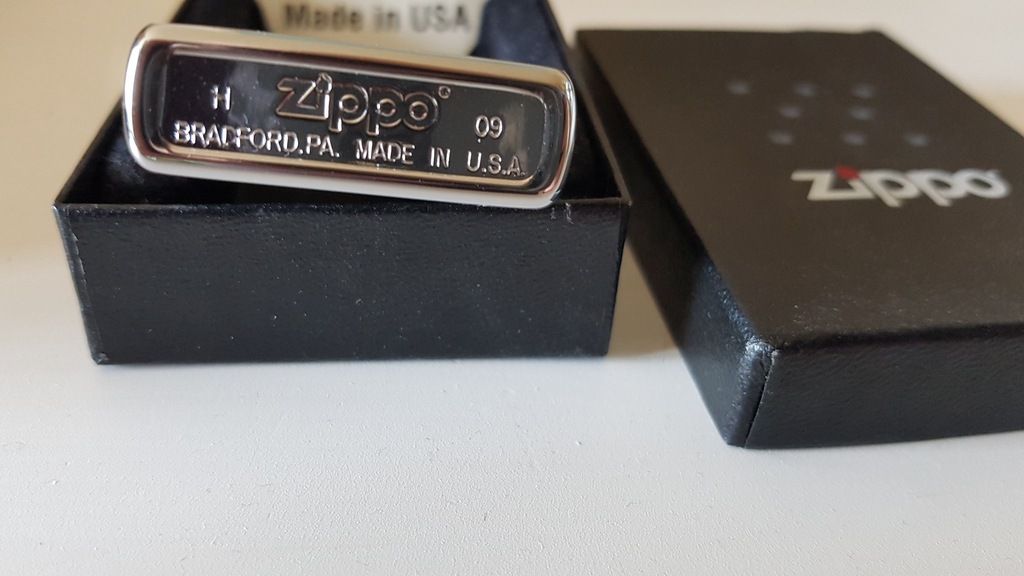 Made in USA
H zippo® 09
BRADFORD.PA. MADE IN U.S.A.
zippo